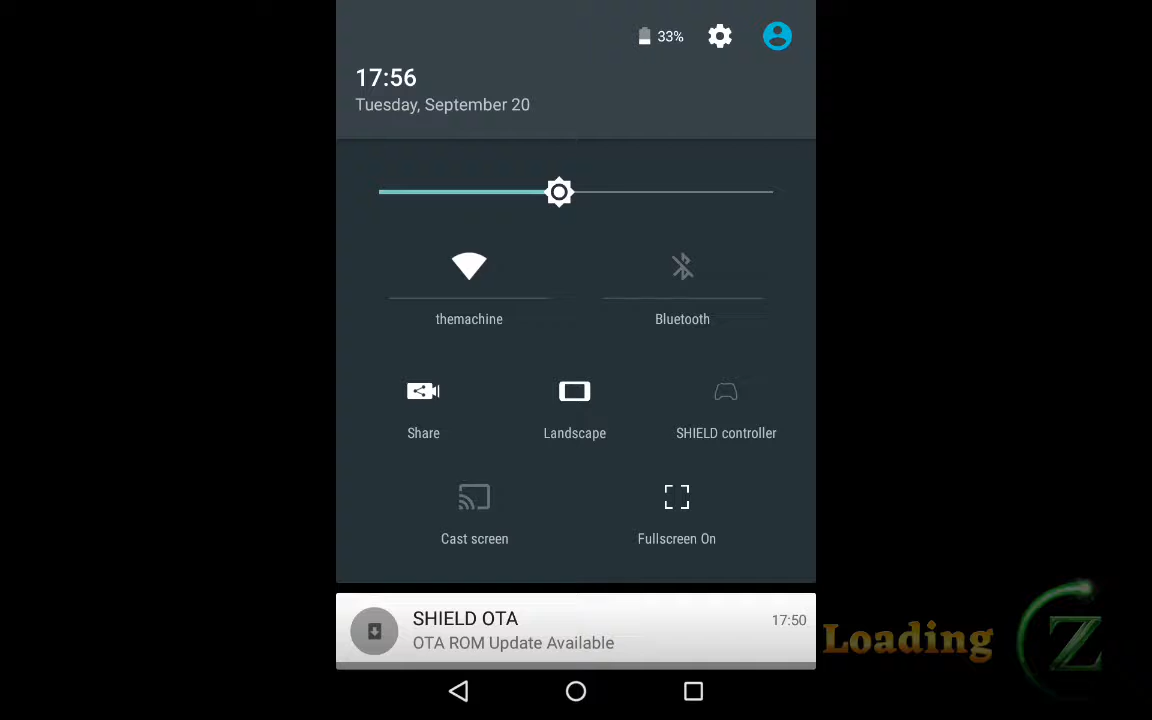 33%
17:56
Tuesday, September 20
themachine
Bluetooth
Share
Landscape
SHIELD controller
Cast screen
Fullscreen On
SHIELD OTA
17:50
OTA ROM Update Available
Loading
Z